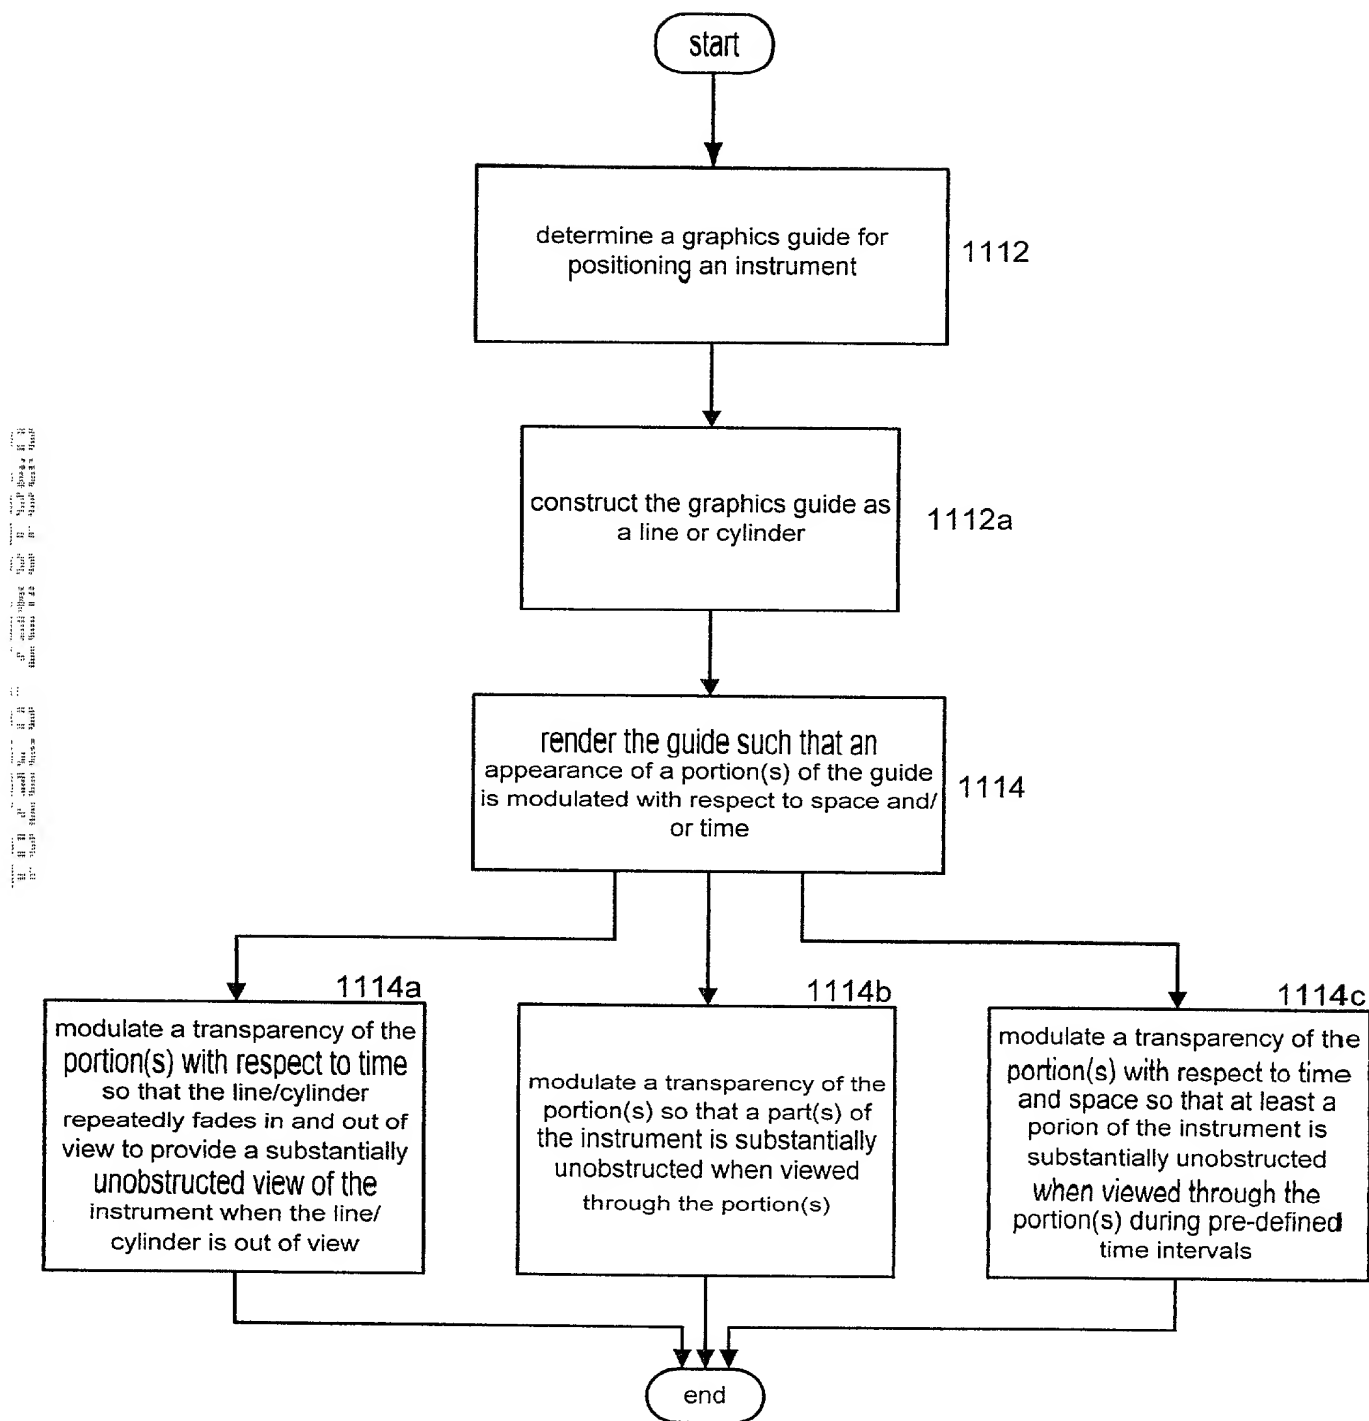 start
determine a graphics guide for
positioning an instrument
1112
construct the graphics guide as
a line or cylinder
1112a
render the guide such that an
appearance of a portion(s) of the guide
is modulated with respect to space and/
or time
1114
1114a
modulate a transparency of the
portion(s) with respect to time
so that the line/cylinder
repeatedly fades in and out of
view to provide a substantially
unobstructed view of the
instrument when the line/
cylinder is out of view
1114b
modulate a transparency of the
portion(s) so that a part(s) of
the instrument is substantially
unobstructed when viewed
through the portion(s)
1114c
modulate a transparency of the
portion(s) with respect to time
and space so that at least a
porion of the instrument is
substantially unobstructed
when viewed through the
portion(s) during pre-defined
time intervals
end